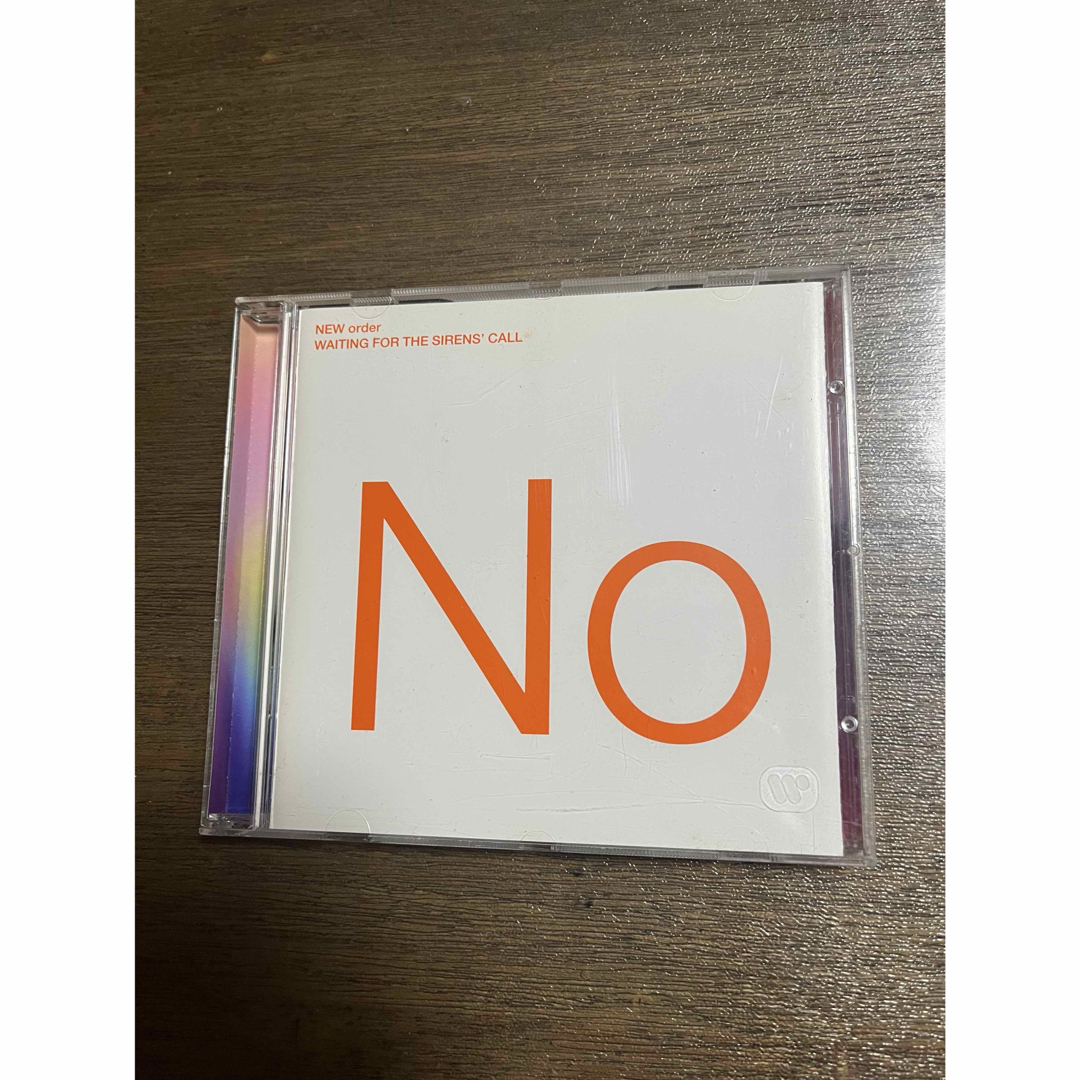 NEW order
WAITING FOR THE SIRENS' CALL
No